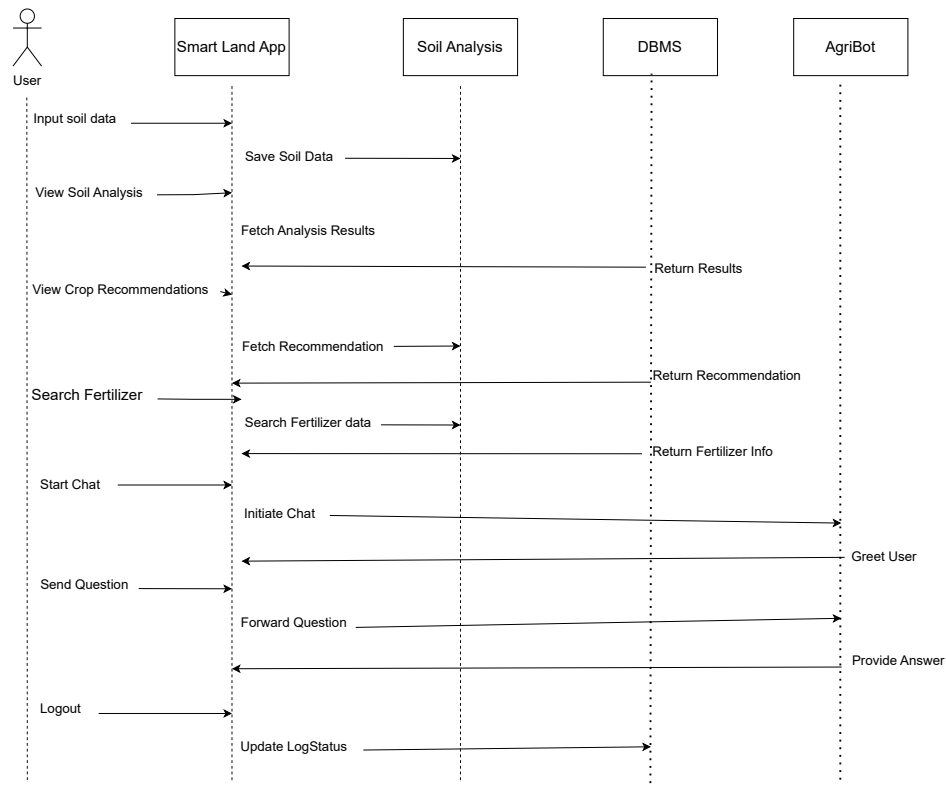 User
Smart Land App
Soil Analysis
DBMS
AgriBot
Input soil data
Save Soil Data
View Soil Analysis
Fetch Analysis Results
Return Results
View Crop Recommendations
Fetch Recommendation
Return Recommendation
Search Fertilizer
Search Fertilizer data
Return Fertilizer Info
Start Chat
Initiate Chat
Greet User
Send Question
Forward Question
Provide Answer
Logout
Update LogStatus